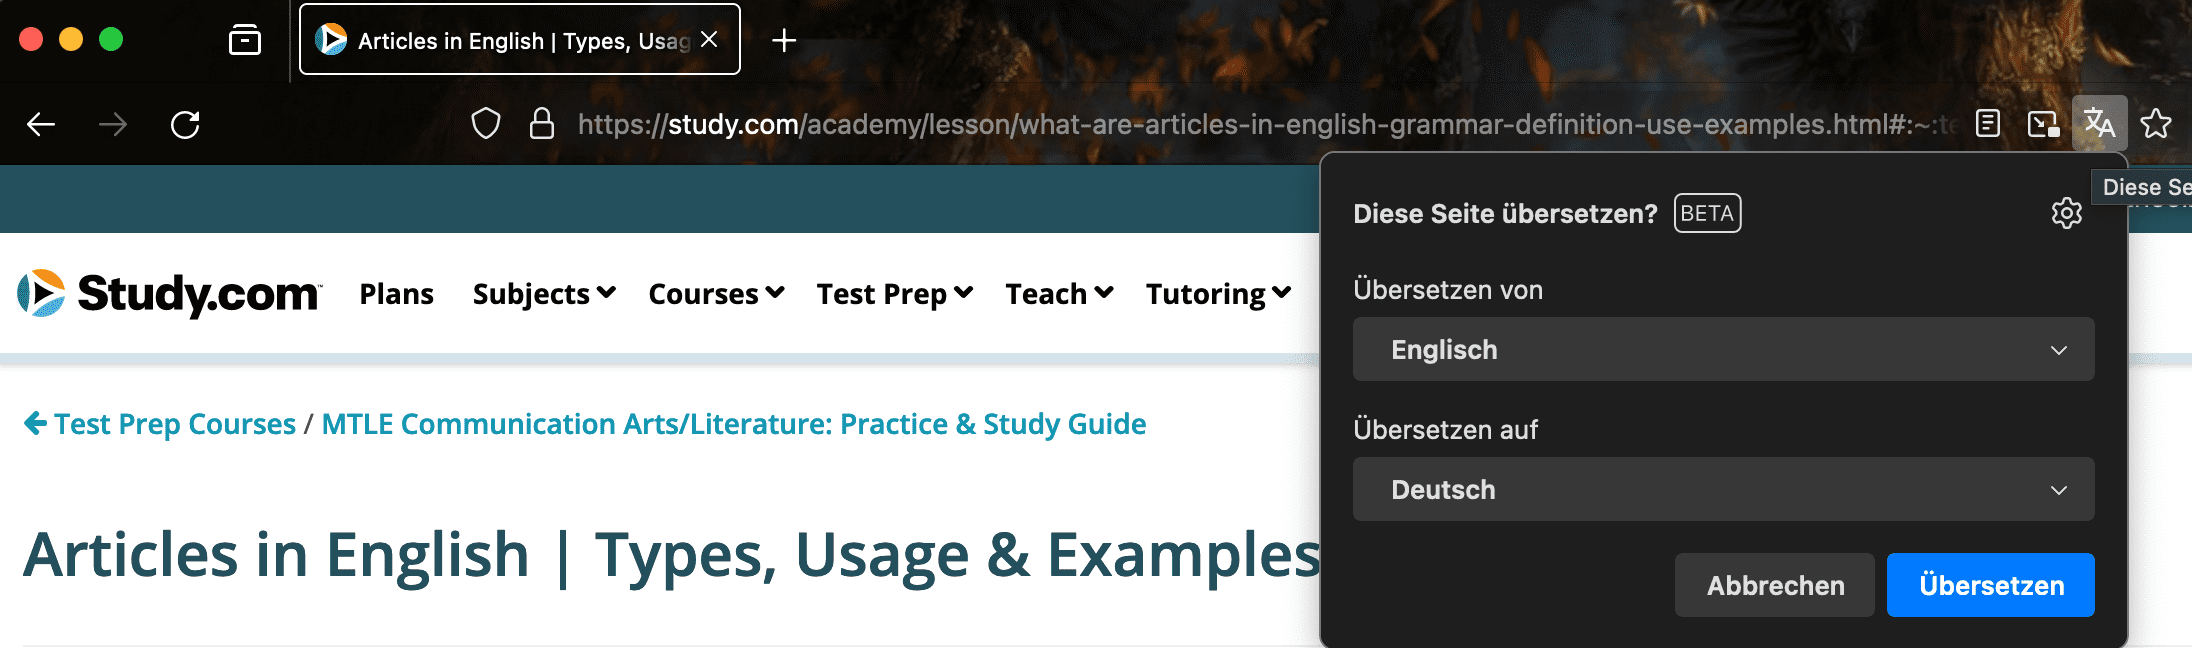 Articles in English | Types, Usag
https://study.com/academy/lesson/what-are-articles-in-english-grammar-definition-use-examples.html#:~:te
Diese Se
Diese Seite übersetzen? BETA
Study.com Plans Subjects Courses Test Prep Teach Tutoring
Übersetzen von
Englisch
Test Prep Courses / MTLE Communication Arts/Literature: Practice & Study Guide
Übersetzen auf
Deutsch
Articles in English | Types, Usage & Examples
Abbrechen Übersetzen